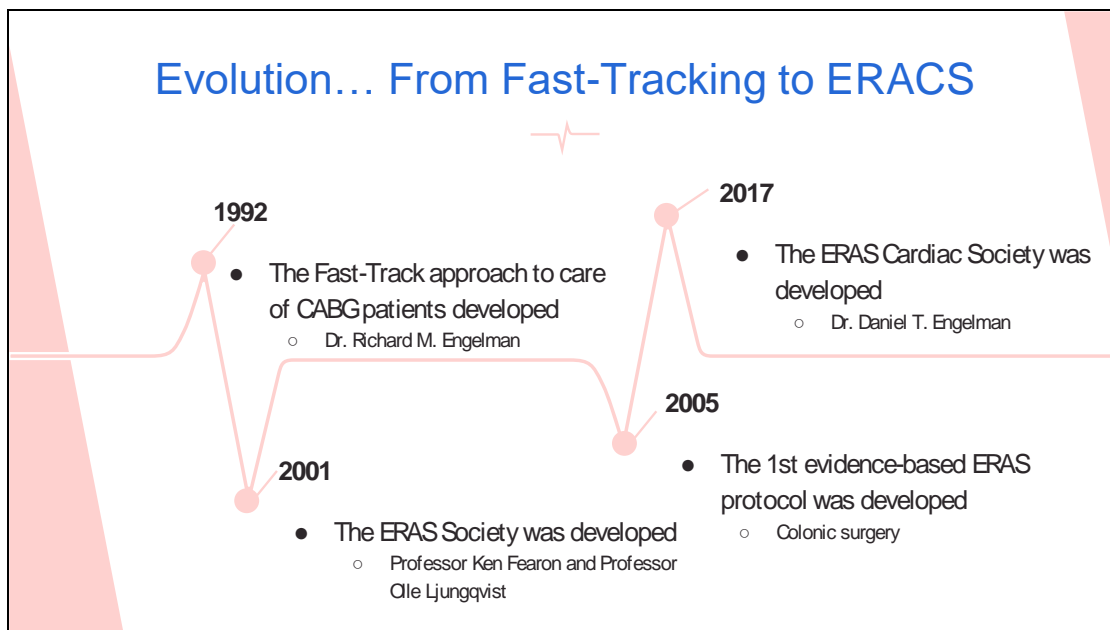 Evolution… From Fast-Tracking to ERACS
1992
● The Fast-Track approach to care
of CABG patients developed
○ Dr. Richard M. Engelman
2001
● The ERAS Society was developed
○ Professor Ken Fearon and Professor
Olle Ljungqvist
2005
● The 1st evidence-based ERAS
protocol was developed
○ Colonic surgery
2017
● The ERAS Cardiac Society was
developed
○ Dr. Daniel T. Engelman